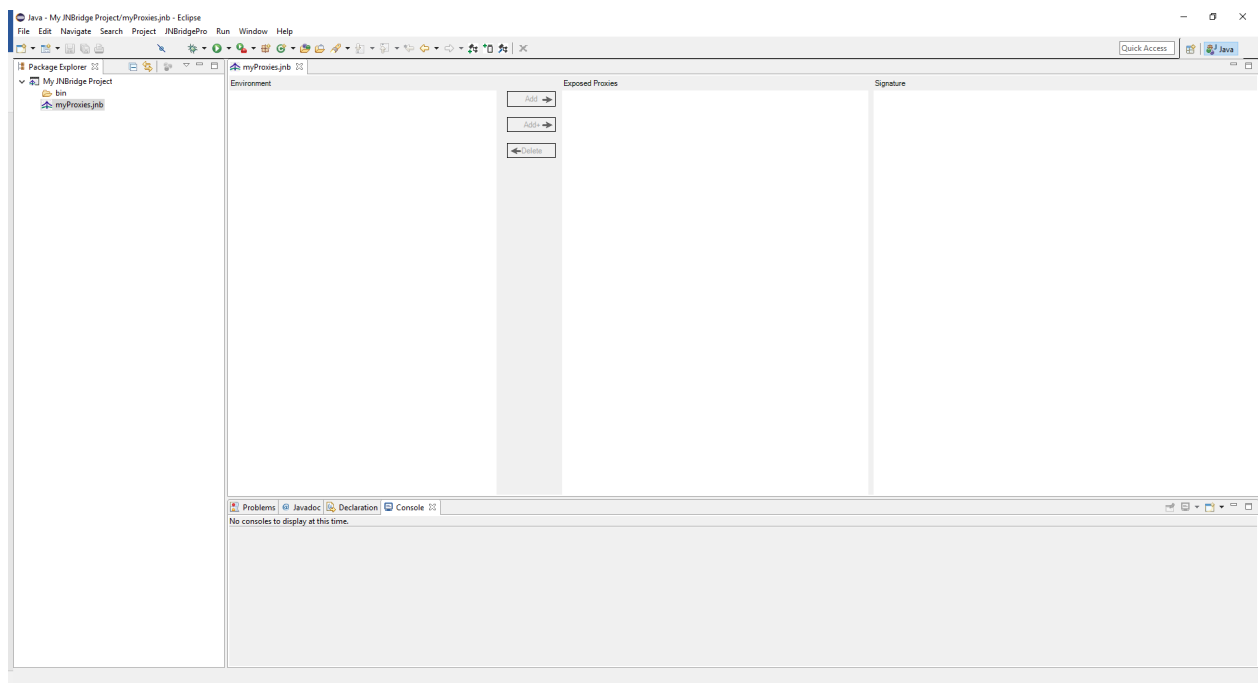 Java - My JNBridge Project/myProxies.jnb - Eclipse
File Edit Navigate Search Project JNBridgePro Run Window Help
Quick Access
Java
Package Explorer
myProxies.jnb
My JNBridge Project
bin
myProxies.jnb
Environment
Exposed Proxies
Signature
Add
Add+
Delete
Problems @ Javadoc Declaration Console
No consoles to display at this time.